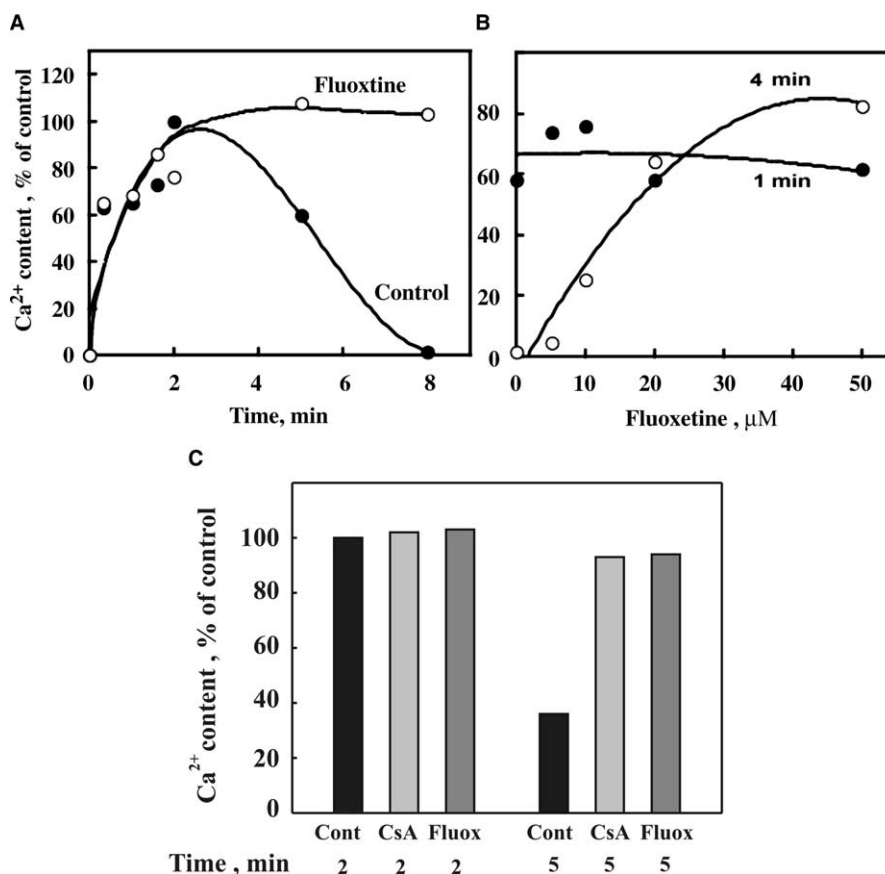 A
Ca2+ content , % of control
120
100
80
60
40
20
0
Fluoxtine
Control
0 2 4 6 8
Time, min
B
80
60
40
20
0
4 min
1 min
0 10 20 30 40 50
Fluoxetine , μM
C
Ca2+ content , % of control
100
80
60
40
20
0
Cont CsA Fluox Cont CsA Fluox
Time , min 2 2 2 5 5 5